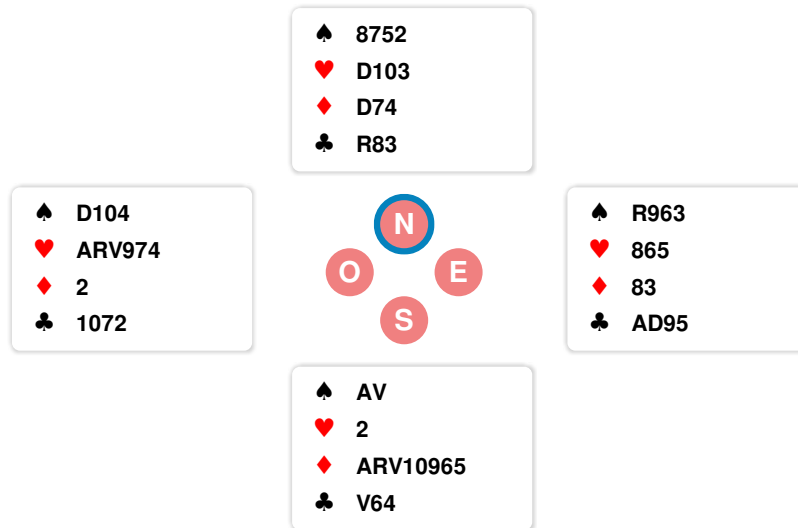 ♠ 8752
♥ D103
♦ D74
♣ R83
♠ D104
♥ ARV974
♦ 2
♣ 1072
N
O
E
S
♠ R963
♥ 865
♦ 83
♣ AD95
♠ AV
♥ 2
♦ ARV10965
♣ V64